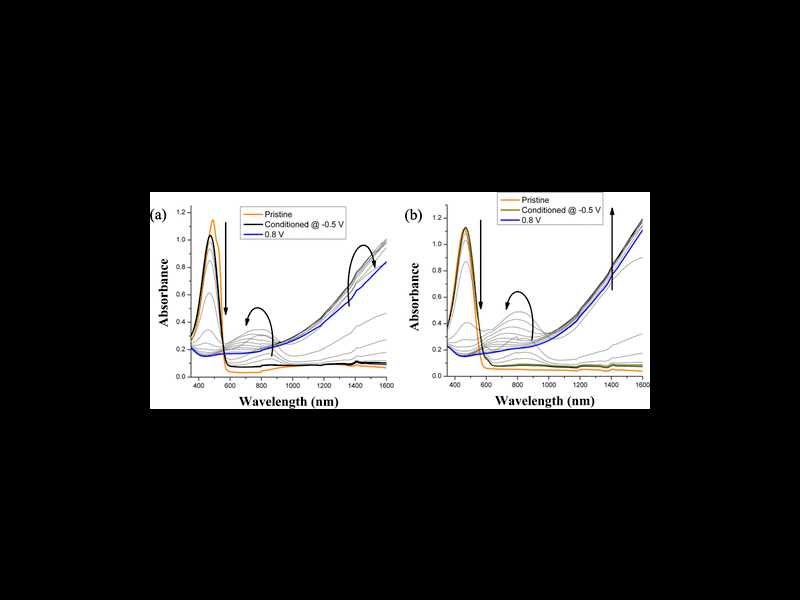 (a)
Absorbance
1.2
1.0
0.8
0.6
0.4
0.2
0.0
Pristine
Conditioned @ -0.5 V
0.8 V
400 600 800 1000 1200 1400 1600
Wavelength (nm)
(b)
Absorbance
1.2
1.0
0.8
0.6
0.4
0.2
0.0
Pristine
Conditioned @ -0.5 V
0.8 V
400 600 800 1000 1200 1400 1600
Wavelength (nm)